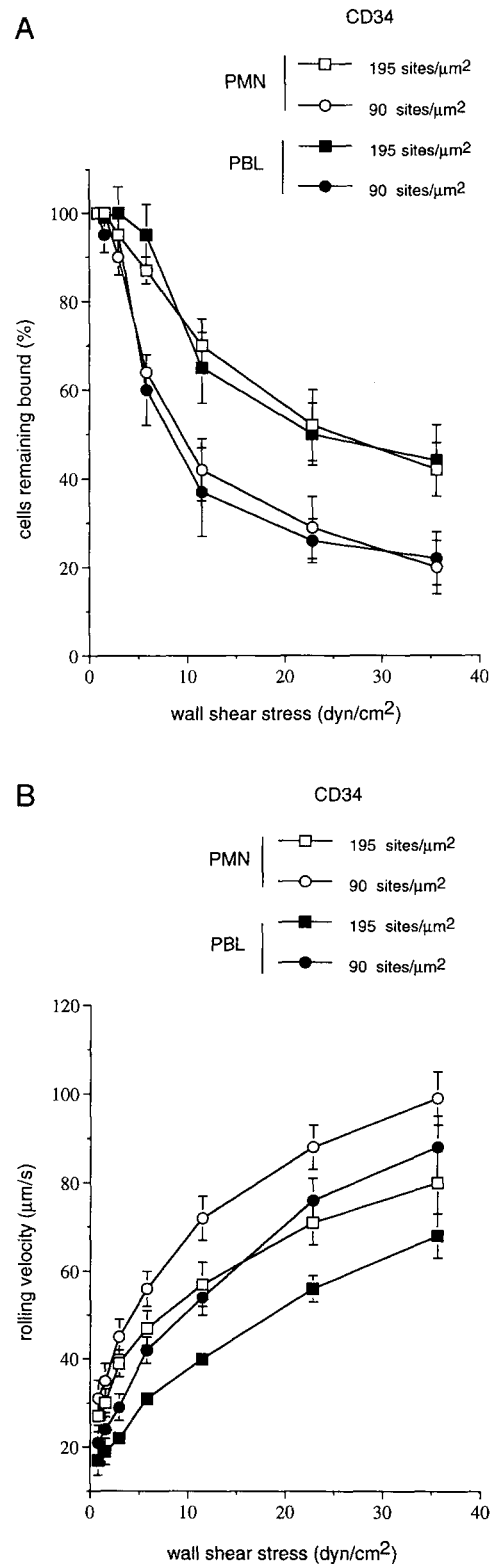 A
CD34
PMN
195 sites/μm2
90 sites/μm2
PBL
195 sites/μm2
90 sites/μm2
100
80
60
40
20
0
cells remaining bound (%)
0 10 20 30 40
wall shear stress (dyn/cm2)
B
CD34
PMN
195 sites/μm2
90 sites/μm2
PBL
195 sites/μm2
90 sites/μm2
120
100
80
60
40
20
rolling velocity (μm/s)
0 10 20 30 40
wall shear stress (dyn/cm2)